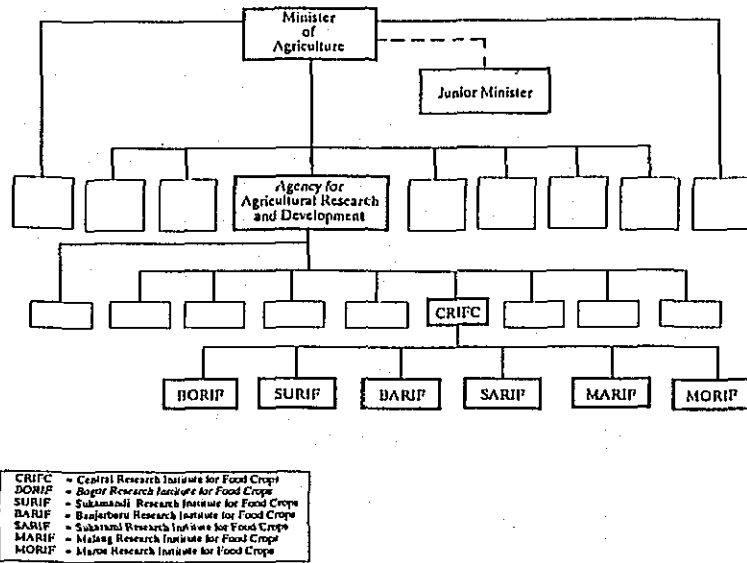 Minister
of
Agriculture
Junior Minister
Agency for
Agricultural Research
and Development
CRIFC
BORIF
SURIF
BARIF
SARIF
MARIF
MORIF
CRIFC = Central Research Institute for Food Crops
BORIF = Bogor Research Institute for Food Crops
SURIF = Sukamandi Research Institute for Food Crops
BARIF = Banjerbaru Research Institute for Food Crops
SARIF = Sukarami Research Institute for Food Crops
MARIF = Malang Research Institute for Food Crops
MORIF = Maros Research Institute for Food Crops